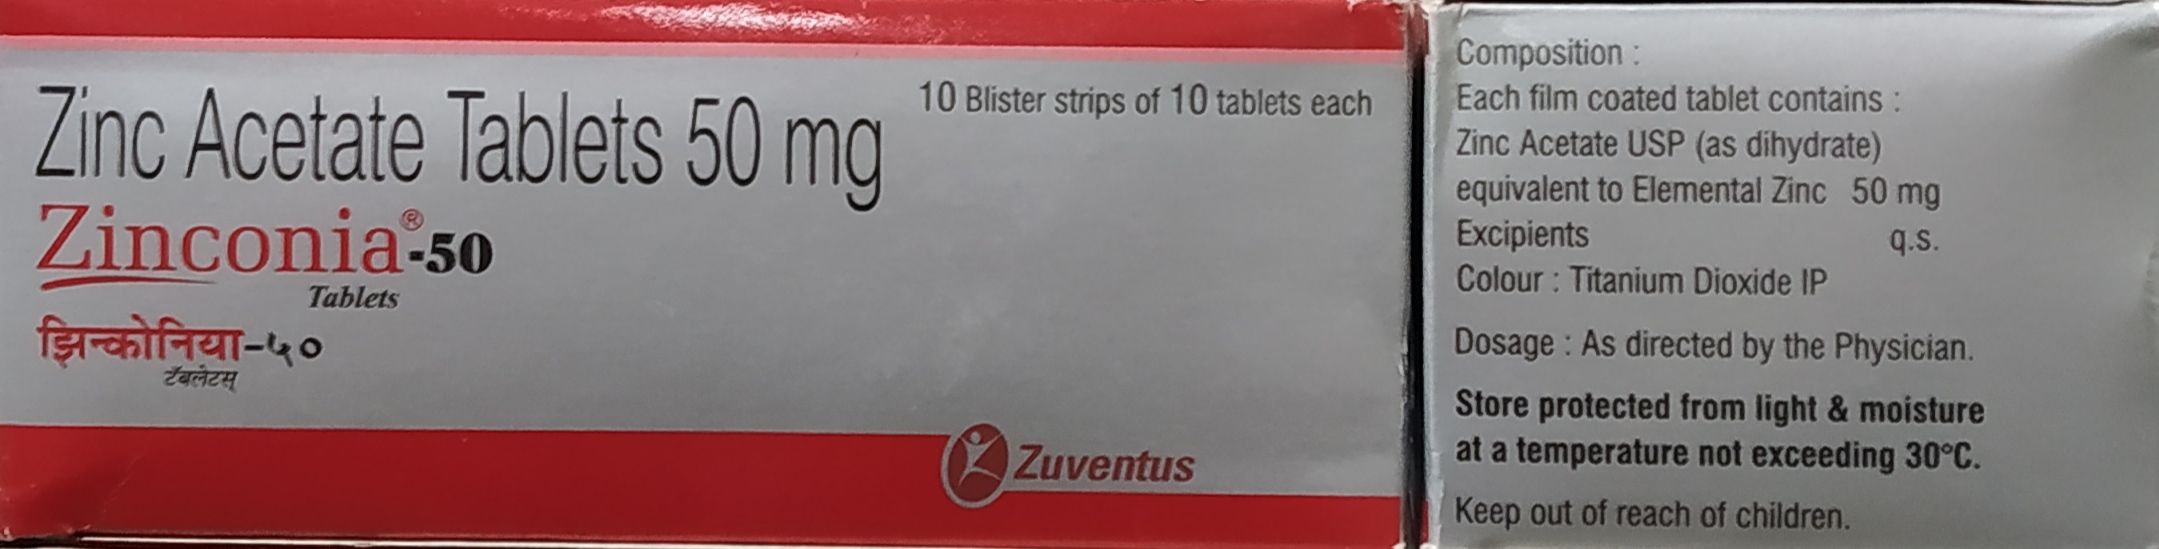 Zinc Acetate Tablets 50 mg
10 Blister strips of 10 tablets each
Zinconia®-50
Tablets
झिन्कोनिया-५०
टॅबलेटस्
Zuventus
Composition :
Each film coated tablet contains :
Zinc Acetate USP (as dihydrate)
equivalent to Elemental Zinc 50 mg
Excipients q.s.
Colour : Titanium Dioxide IP
Dosage : As directed by the Physician.
Store protected from light & moisture
at a temperature not exceeding 30°C.
Keep out of reach of children.